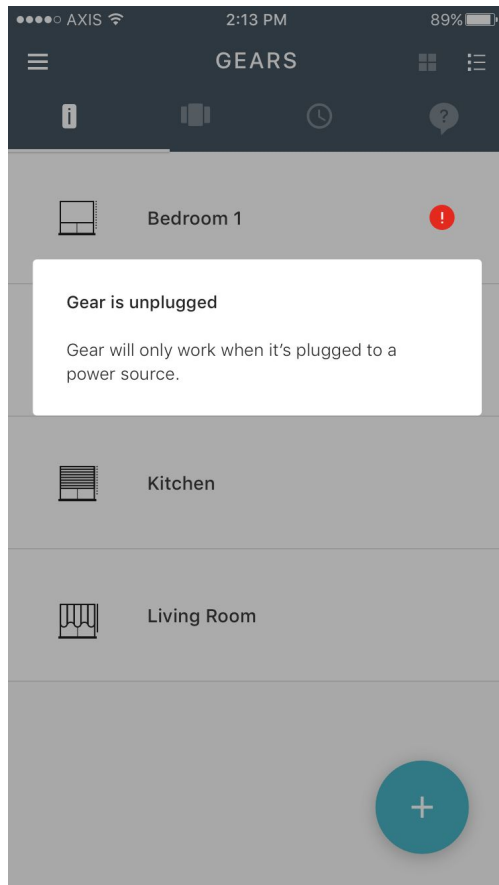 AXIS 2:13 PM 89%
GEARS
i ?
Bedroom 1 !
Gear is unplugged
Gear will only work when it’s plugged to a
power source.
Kitchen
Living Room
+